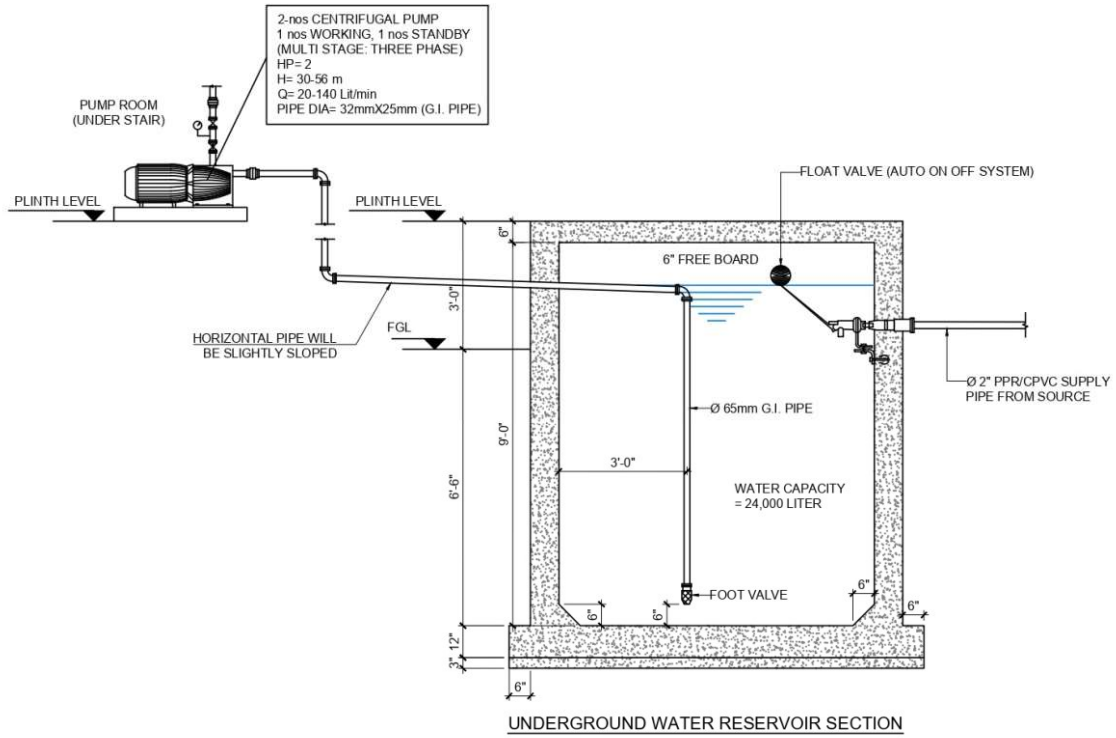 2-nos CENTRIFUGAL PUMP
1 nos WORKING, 1 nos STANDBY
(MULTI STAGE: THREE PHASE)
HP= 2
H= 30-56 m
Q= 20-140 Lit/min
PIPE DIA= 32mmX25mm (G.I. PIPE)
PUMP ROOM
(UNDER STAIR)
FLOAT VALVE (AUTO ON OFF SYSTEM)
PLINTH LEVEL
PLINTH LEVEL
6"
6" FREE BOARD
3'-0"
HORIZONTAL PIPE WILL
BE SLIGHTLY SLOPED
FGL
Ø 2" PPR/CPVC SUPPLY
PIPE FROM SOURCE
Ø 65mm G.I. PIPE
9'-0"
3'-0"
6'-6"
WATER CAPACITY
= 24,000 LITER
FOOT VALVE
6"
6"
6"
6"
12"
3"
6"
UNDERGROUND WATER RESERVOIR SECTION